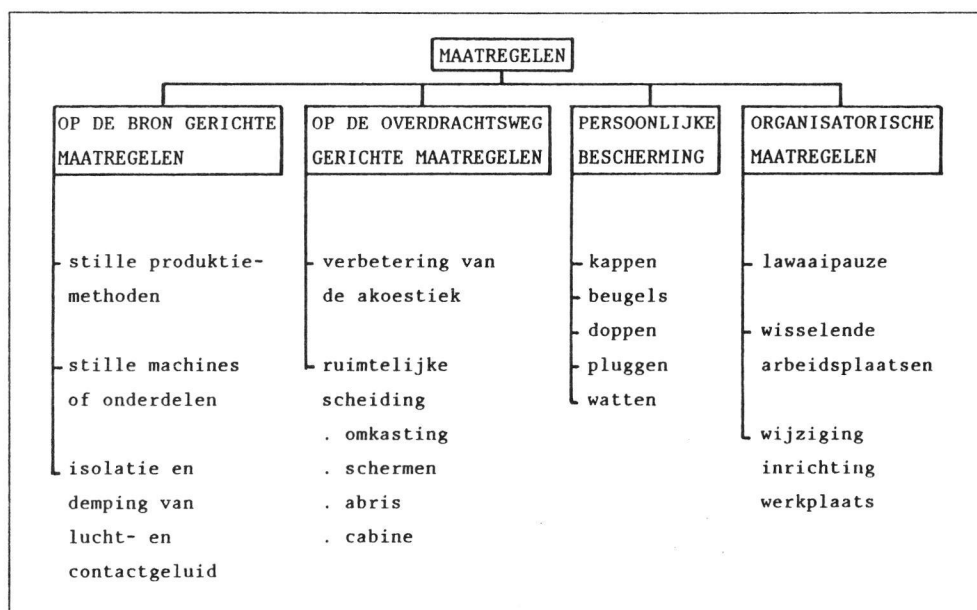 MAATREGELEN
OP DE BRON GERICHTE
MAATREGELEN
stille produktie-
methoden
stille machines
of onderdelen
isolatie en
demping van
lucht- en
contactgeluid
OP DE OVERDRACHTSWEG
GERICHTE MAATREGELEN
verbetering van
de akoestiek
ruimtelijke
scheiding
. omkasting
. schermen
. abris
. cabine
PERSOONLIJKE
BESCHERMING
kappen
beugels
doppen
pluggen
watten
ORGANISATORISCHE
MAATREGELEN
lawaaipauze
wisselende
arbeidsplaatsen
wijziging
inrichting
werkplaats